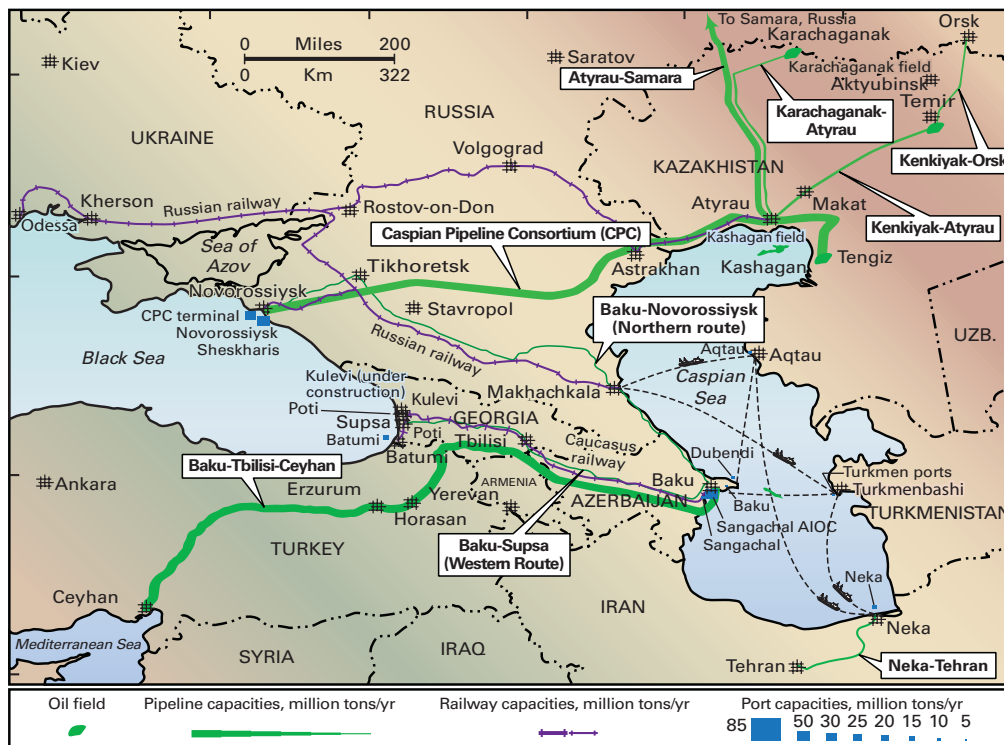 To Samara, Russia
Orsk
0 Miles 200
0 Km 322
Kiev
Saratov
Karachaganak
Karachaganak field
Atyrau-Samara
Aktyubinsk
Temir
Karachaganak-
Atyrau
RUSSIA
UKRAINE
Volgograd
KAZAKHSTAN
Kenkiyak-Orsk
Kherson
Russian railway
Rostov-on-Don
Atyrau
Makat
Odessa
Caspian Pipeline Consortium (CPC)
Kenkiyak-Atyrau
Sea of
Azov
Kashagan field
Kashagan
Tengiz
Astrakhan
Tikhoretsk
Novorossiysk
CPC terminal
Novorossiysk
Sheskharis
Stavropol
Baku-Novorossiysk
(Northern route)
UZB.
Russian railway
Black Sea
Aqtau
Aqtau
Caspian
Sea
Kulevi (under
construction)
Makhachkala
Kulevi
Poti
GEORGIA
Supsa
Poti
Batumi
Tbilisi
Batumi
Caucasus
railway
Baku-Tbilisi-Ceyhan
Dubendi
Turkmen ports
Turkmenbashi
Ankara
Erzurum
Yerevan
ARMENIA
Baku
AZERBAIJAN
Baku
Horasan
TURKMENISTAN
Sangachal AIOC
Sangachal
TURKEY
Baku-Supsa
(Western Route)
Neka
Ceyhan
IRAN
Neka
Mediterranean Sea
SYRIA
IRAQ
Tehran
Neka-Tehran
Oil field
Pipeline capacities, million tons/yr
Railway capacities, million tons/yr
Port capacities, million tons/yr
85 50 30 25 20 15 10 5